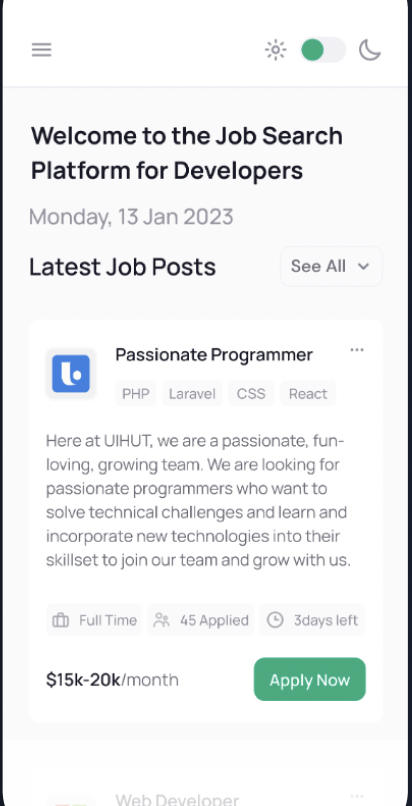 Welcome to the Job Search
Platform for Developers
Monday, 13 Jan 2023
Latest Job Posts
See All
Passionate Programmer
...
PHP
Laravel
CSS
React
Here at UIHUT, we are a passionate, fun-
loving, growing team. We are looking for
passionate programmers who want to
solve technical challenges and learn and
incorporate new technologies into their
skillset to join our team and grow with us.
Full Time
45 Applied
3days left
$15k-20k/month
Apply Now
Web Developer
...